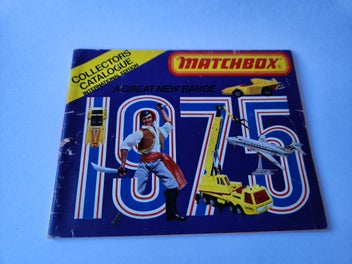 COLLECTORS
CATALOGUE
INTERNATIONAL EDITION
MATCHBOX
A GREAT NEW RANGE
1975